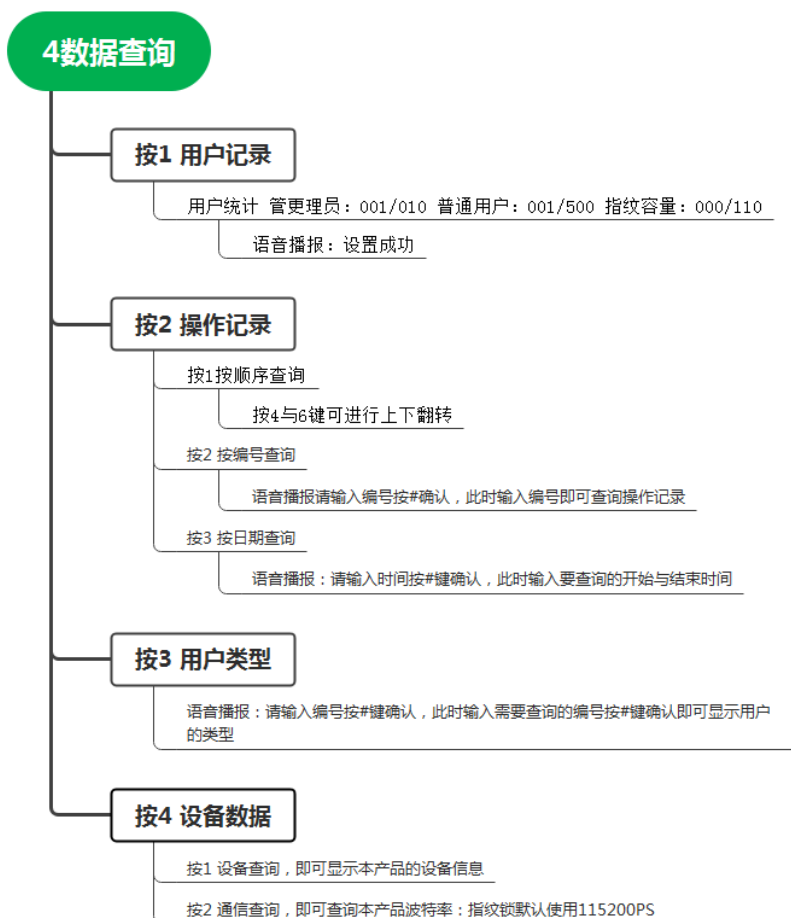 4数据查询
按1 用户记录
用户统计 管更理员：001/010 普通用户：001/500 指纹容量：000/110
语音播报：设置成功
按2 操作记录
按1按顺序查询
按4与6键可进行上下翻转
按2 按编号查询
语音播报请输入编号按#确认，此时输入编号即可查询操作记录
按3 按日期查询
语音播报：请输入时间按#键确认，此时输入要查询的开始与结束时间
按3 用户类型
语音播报：请输入编号按#键确认，此时输入需要查询的编号按#键确认即可显示用户
的类型
按4 设备数据
按1 设备查询，即可显示本产品的设备信息
按2 通信查询，即可查询本产品波特率：指纹锁默认使用115200PS